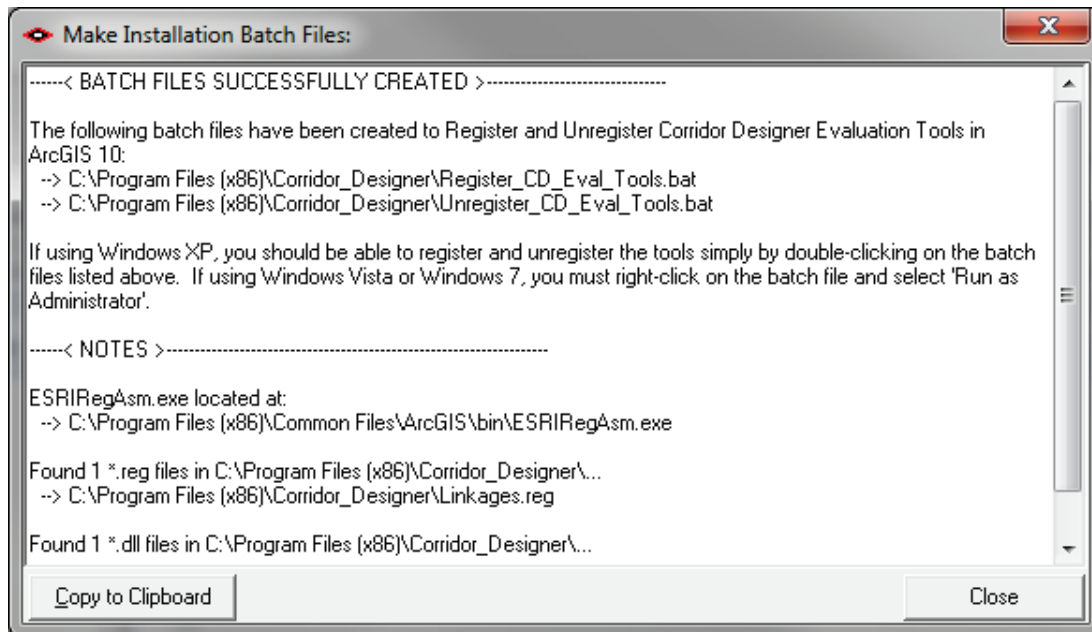 Make Installation Batch Files:
------< BATCH FILES SUCCESSFULLY CREATED >--------------------------------
The following batch files have been created to Register and Unregister Corridor Designer Evaluation Tools in
ArcGIS 10:
--> C:\Program Files (x86)\Corridor_Designer\Register_CD_Eval_Tools.bat
--> C:\Program Files (x86)\Corridor_Designer\Unregister_CD_Eval_Tools.bat
If using Windows XP, you should be able to register and unregister the tools simply by double-clicking on the batch
files listed above.  If using Windows Vista or Windows 7, you must right-click on the batch file and select 'Run as
Administrator'.
------< NOTES >--------------------------------------------------------------------
ESRIRegAsm.exe located at:
--> C:\Program Files (x86)\Common Files\ArcGIS\bin\ESRIRegAsm.exe
Found 1 *.reg files in C:\Program Files (x86)\Corridor_Designer\...
--> C:\Program Files (x86)\Corridor_Designer\Linkages.reg
Found 1 *.dll files in C:\Program Files (x86)\Corridor_Designer\...
Copy to Clipboard
Close